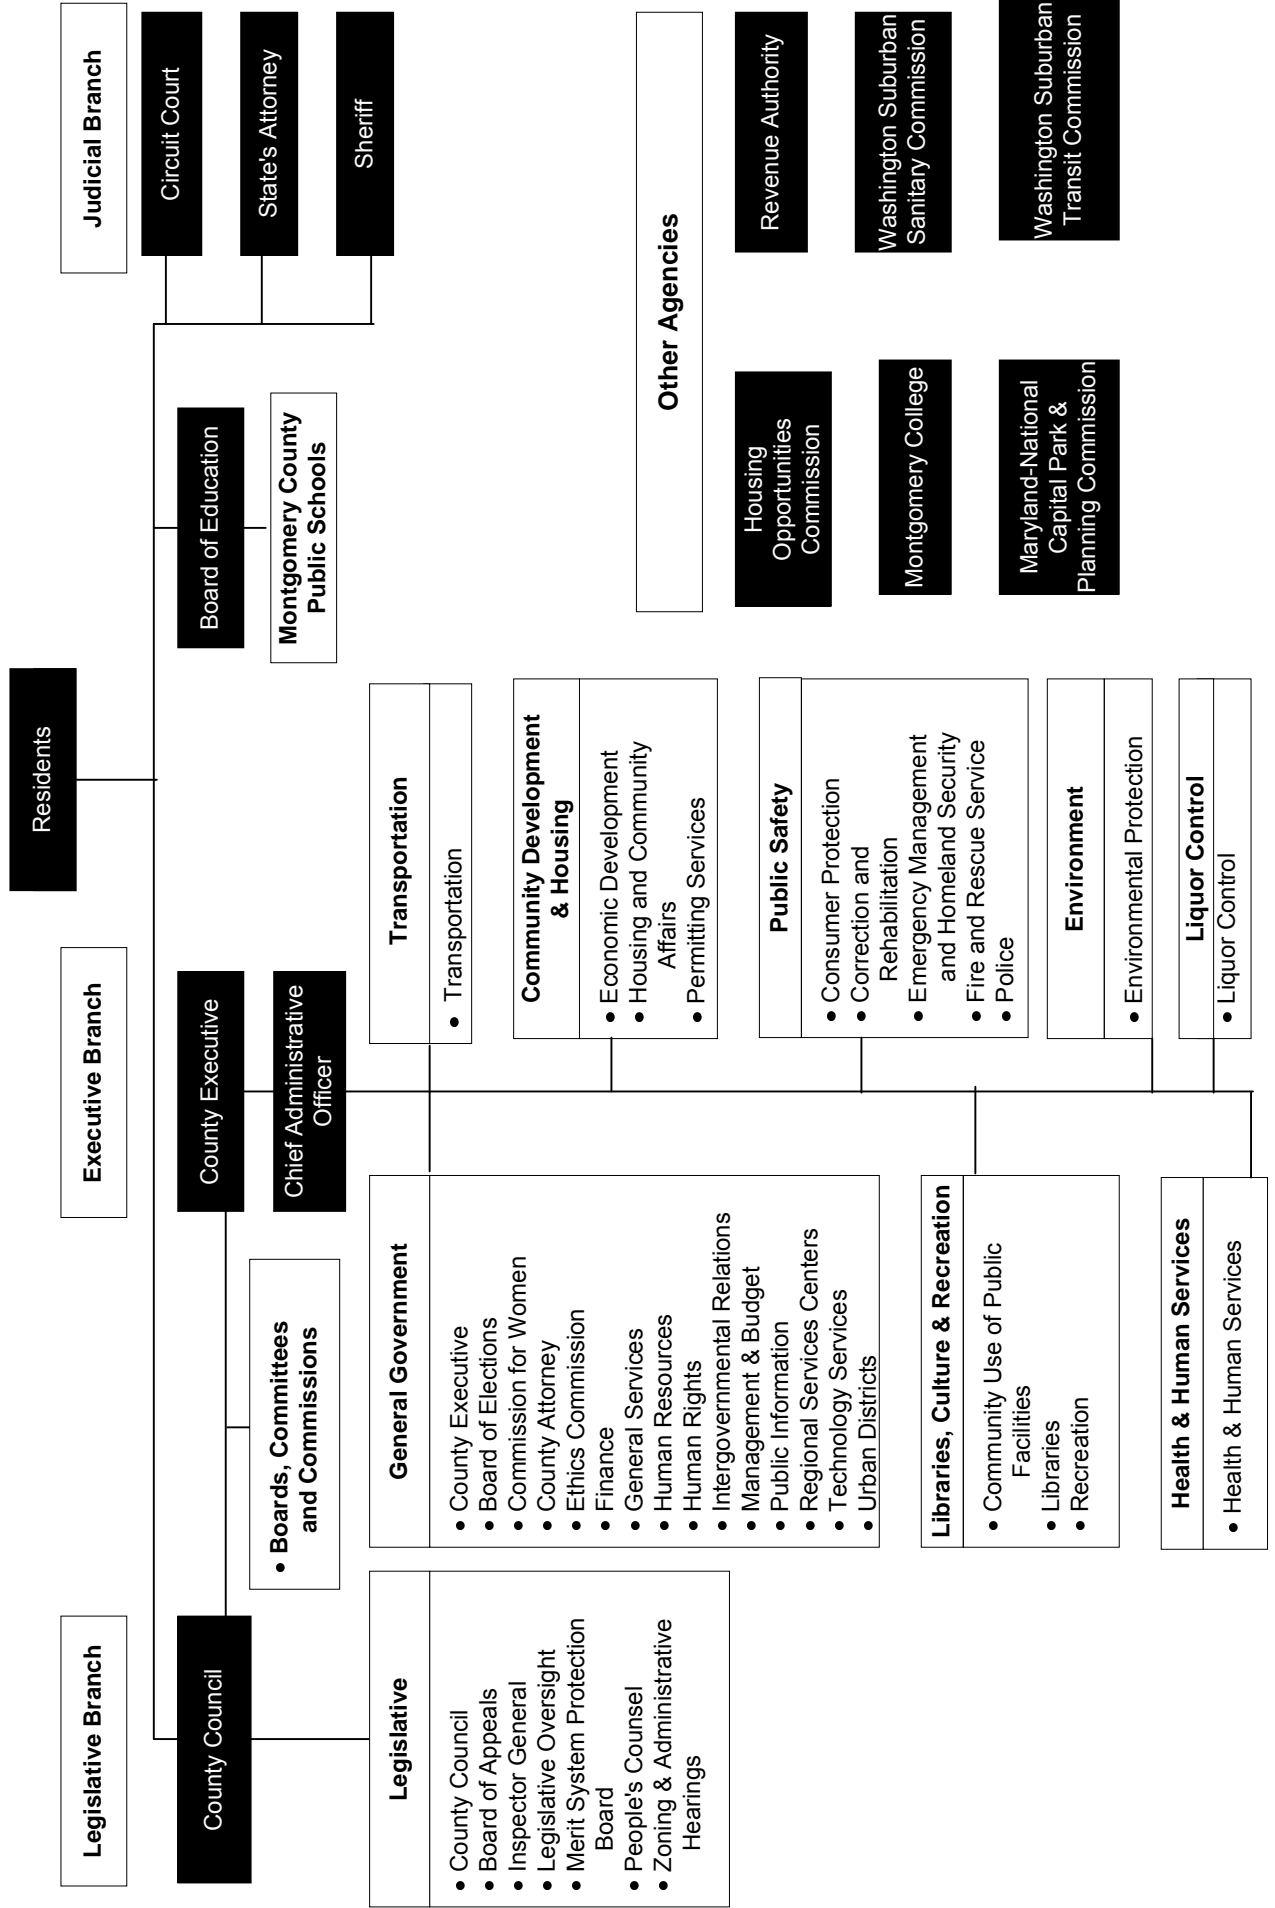 Residents
Legislative Branch
Executive Branch
Judicial Branch
County Council
County Executive
Board of Education
Circuit Court
State's Attorney
Sheriff
Chief Administrative
Officer
Montgomery County
Public Schools
• Boards, Committees
and Commissions
Legislative
• County Council
• Board of Appeals
• Inspector General
• Legislative Oversight
• Merit System Protection
Board
• People's Counsel
• Zoning & Administrative
Hearings
General Government
• County Executive
• Board of Elections
• Commission for Women
• County Attorney
• Ethics Commission
• Finance
• General Services
• Human Resources
• Human Rights
• Intergovernmental Relations
• Management & Budget
• Public Information
• Regional Services Centers
• Technology Services
• Urban Districts
Libraries, Culture & Recreation
• Community Use of Public
Facilities
• Libraries
• Recreation
Health & Human Services
• Health & Human Services
Transportation
• Transportation
Community Development
& Housing
• Economic Development
• Housing and Community
Affairs
• Permitting Services
Public Safety
• Consumer Protection
• Correction and
Rehabilitation
• Emergency Management
and Homeland Security
• Fire and Rescue Service
• Police
Environment
• Environmental Protection
Liquor Control
• Liquor Control
Other Agencies
Housing
Opportunities
Commission
Revenue Authority
Montgomery College
Washington Suburban
Sanitary Commission
Maryland-National
Capital Park &
Planning Commission
Washington Suburban
Transit Commission